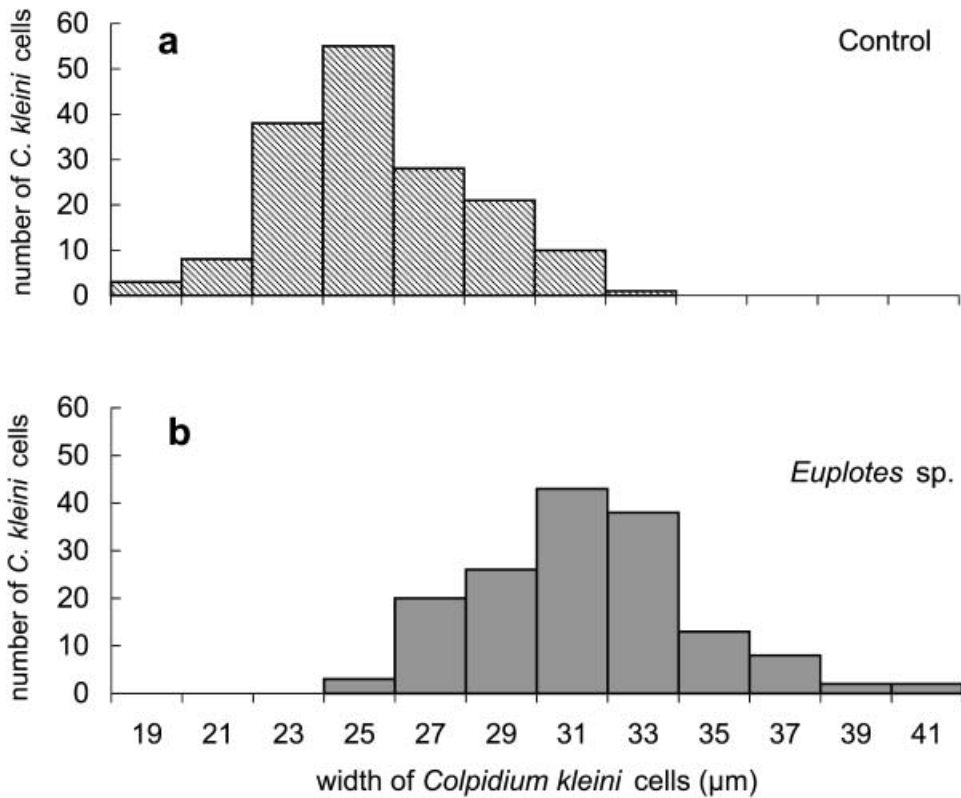 a
Control
number of C. kleini cells
60
50
40
30
20
10
0
b
Euplotes sp.
number of C. kleini cells
60
50
40
30
20
10
0
19 21 23 25 27 29 31 33 35 37 39 41
width of Colpidium kleini cells (µm)